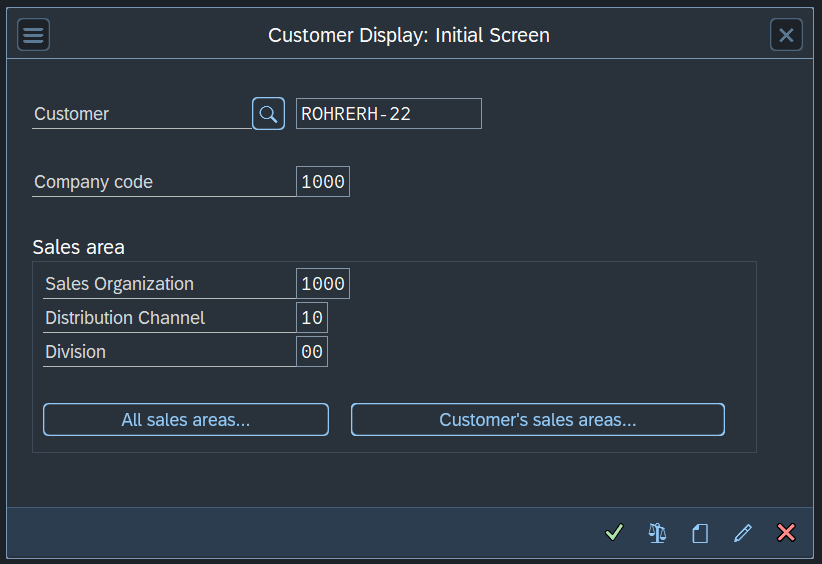 Customer Display: Initial Screen
Customer ROHRERH-22
Company code 1000
Sales area
Sales Organization 1000
Distribution Channel 10
Division 00
All sales areas... Customer's sales areas...